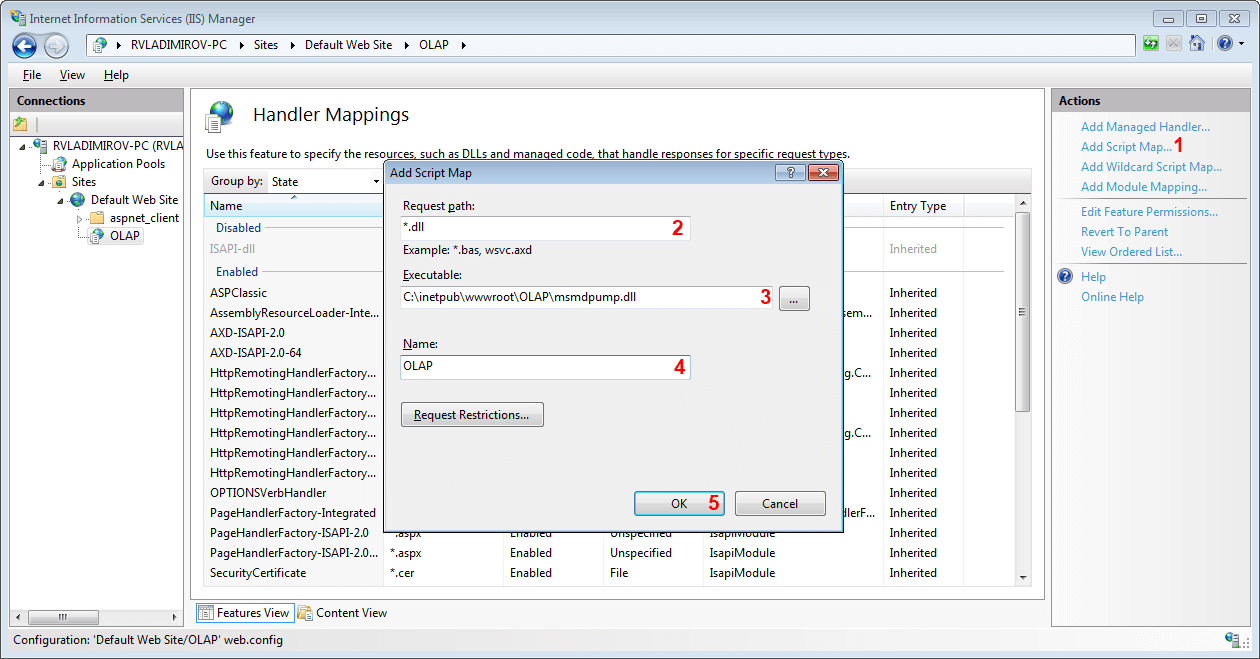 Internet Information Services (IIS) Manager
RVLADIMIROV-PC Sites Default Web Site OLAP
File View Help
Connections
RVLADIMIROV-PC (RVLA
Application Pools
Sites
Default Web Site
aspnet_client
OLAP
Handler Mappings
Use this feature to specify the resources, such as DLLs and managed code, that handle responses for specific request types.
Group by: State
Name Entry Type
Disabled
ISAPI-dll Inherited
Enabled
ASPClassic Inherited
AssemblyResourceLoader-Inte... sem... Inherited
AXD-ISAPI-2.0 Inherited
AXD-ISAPI-2.0-64 Inherited
HttpRemotingHandlerFactory... g.C... Inherited
HttpRemotingHandlerFactory... Inherited
HttpRemotingHandlerFactory... Inherited
HttpRemotingHandlerFactory... g.C... Inherited
HttpRemotingHandlerFactory... Inherited
HttpRemotingHandlerFactory... Inherited
OPTIONSVerbHandler Inherited
PageHandlerFactory-Integrated dlerF... Inherited
PageHandlerFactory-ISAPI-2.0 *.aspx Enabled Unspecified IsapiModule Inherited
PageHandlerFactory-ISAPI-2.0... *.aspx Enabled Unspecified IsapiModule Inherited
SecurityCertificate *.cer Enabled File IsapiModule Inherited
Add Script Map
?
Request path:
*.dll 2
Example: *.bas, wsvc.axd
Executable:
C:\inetpub\wwwroot\OLAP\msmdpump.dll 3 ...
Name:
OLAP 4
Request Restrictions...
OK 5 Cancel
Features View Content View
Actions
Add Managed Handler...
Add Script Map... 1
Add Wildcard Script Map...
Add Module Mapping...
Edit Feature Permissions...
Revert To Parent
View Ordered List...
Help
Online Help
Configuration: 'Default Web Site/OLAP' web.config